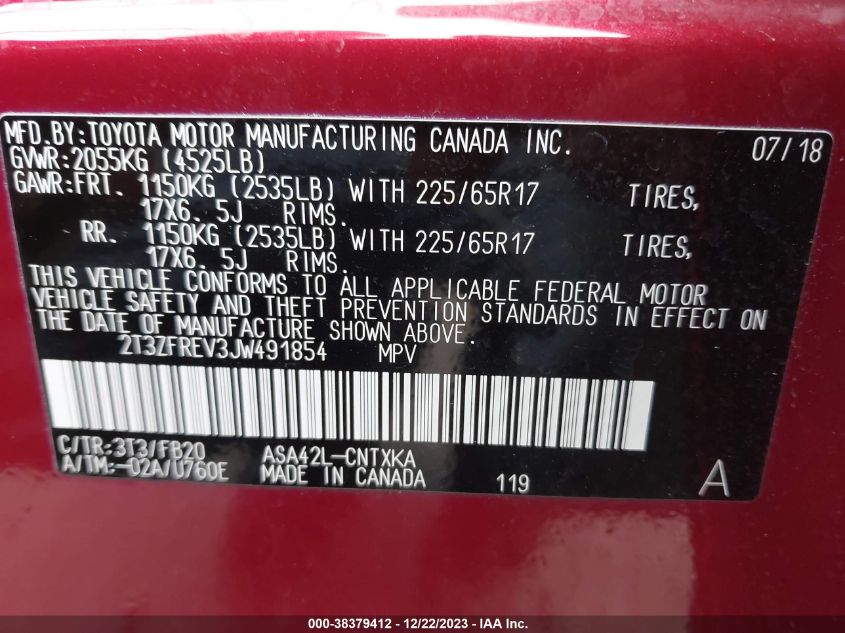 MFD.BY:TOYOTA MOTOR MANUFACTURING CANADA INC. 07/18
GVWR:2055KG (4525LB)
GAWR:FRT. 1150KG (2535LB) WITH 225/65R17 TIRES,
17X6. 5J RIMS.
RR. 1150KG (2535LB) WITH 225/65R17 TIRES,
17X6. 5J RIMS.
THIS VEHICLE CONFORMS TO ALL APPLICABLE FEDERAL MOTOR
VEHICLE SAFETY AND THEFT PREVENTION STANDARDS IN EFFECT ON
THE DATE OF MANUFACTURE SHOWN ABOVE.
2T3ZFREV3JW491854 MPV
C/TR:3T3/FB20 ASA42L-CNTXKA
A/TM:-02A/U760E MADE IN CANADA 119 A
000-38379412 - 12/22/2023 - IAA Inc.